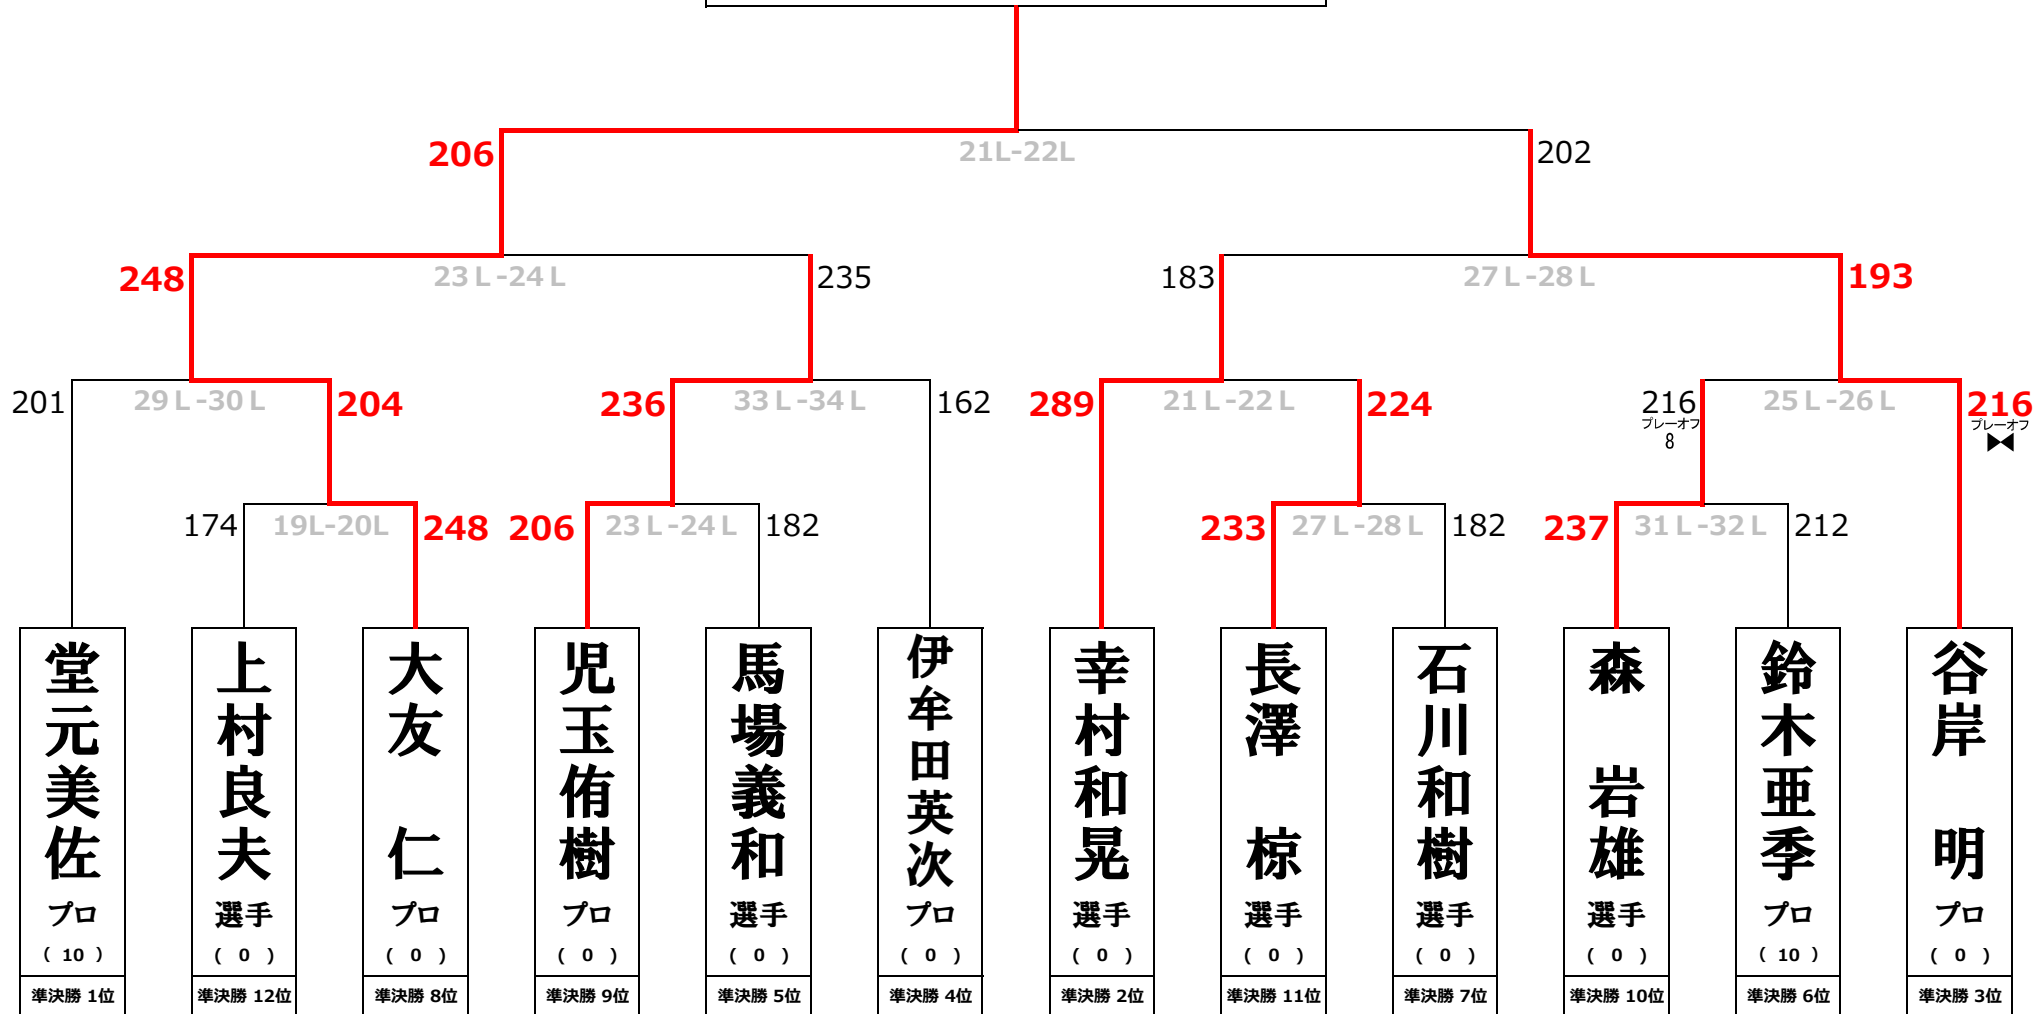 206
21L-22L
202
248
23L-24L
235
183
27L-28L
193
201
29L-30L
204
236
33L-34L
162
289
21L-22L
224
216
プレーオフ
8
25L-26L
216
プレーオフ
174
19L-20L
248
206
23L-24L
182
233
27L-28L
182
237
31L-32L
212
堂元美佐
プロ
( 10 )
準決勝 1位
上村良夫
選手
( 0 )
準決勝 12位
大友 仁
プロ
( 0 )
準決勝 8位
児玉侑樹
プロ
( 0 )
準決勝 9位
馬場義和
選手
( 0 )
準決勝 5位
伊牟田英次
プロ
( 0 )
準決勝 4位
幸村和晃
選手
( 0 )
準決勝 2位
長澤 椋
選手
( 0 )
準決勝 11位
石川和樹
選手
( 0 )
準決勝 7位
森 岩雄
選手
( 0 )
準決勝 10位
鈴木亜季
プロ
( 10 )
準決勝 6位
谷岸 明
プロ
( 0 )
準決勝 3位